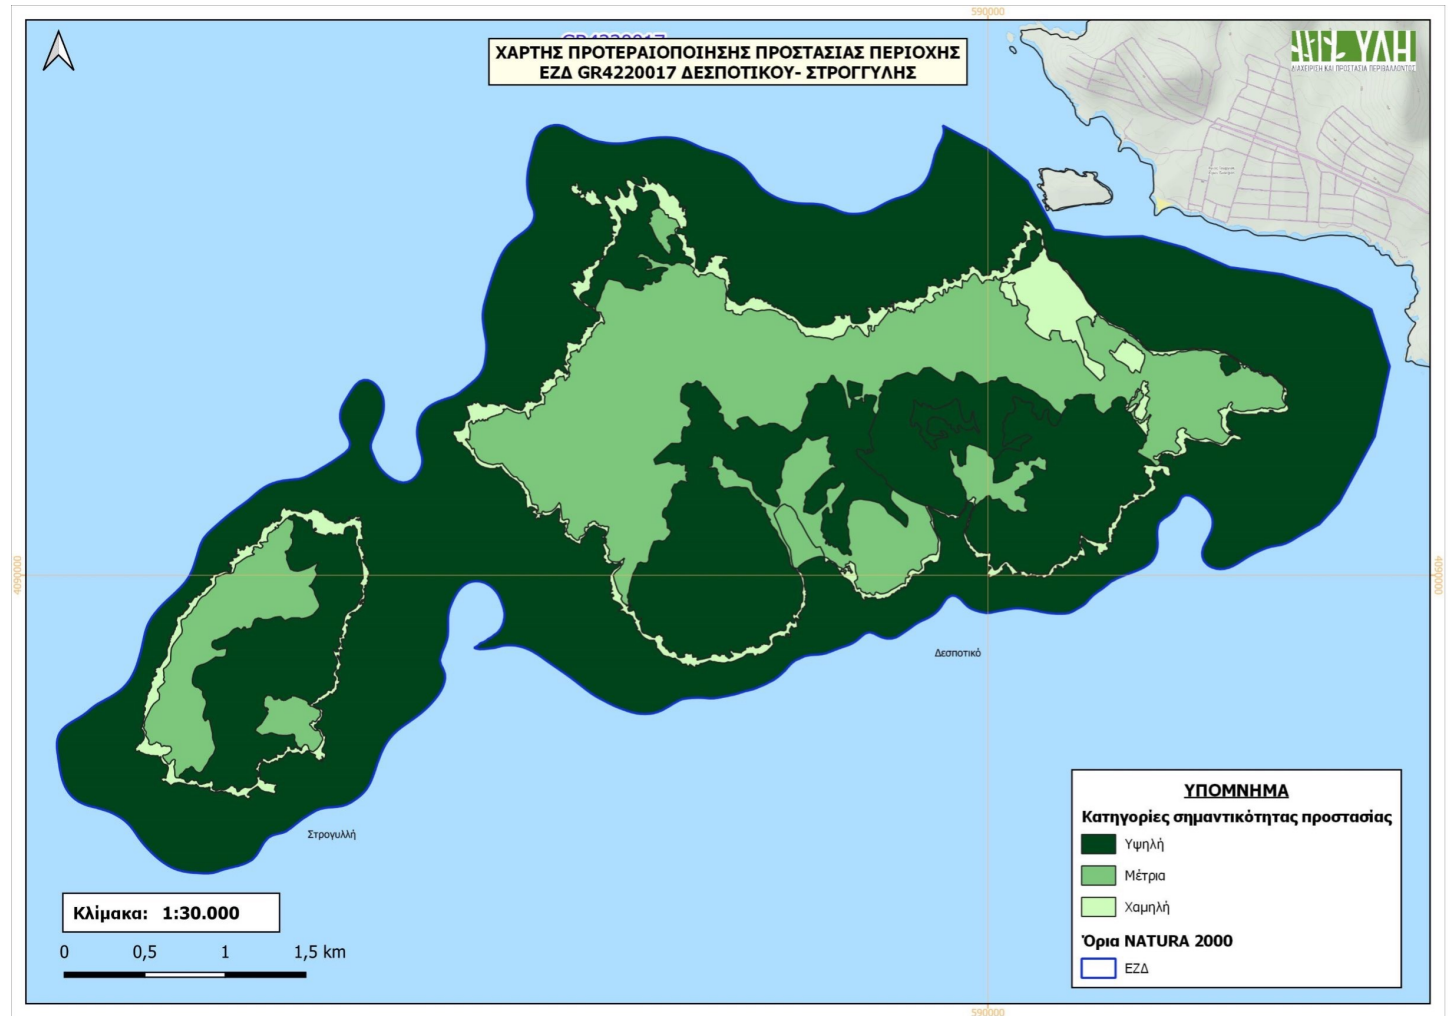 590000
ΧΑΡΤΗΣ ΠΡΟΤΕΡΑΙΟΠΟΙΗΣΗΣ ΠΡΟΣΤΑΣΙΑΣ ΠΕΡΙΟΧΗΣ
ΕΖΔ GR4220017 ΔΕΣΠΟΤΙΚΟΥ- ΣΤΡΟΓΓΥΛΗΣ
ΥΛΗ
ΔΙΑΧΕΙΡΙΣΗ ΚΑΙ ΠΡΟΣΤΑΣΙΑ ΠΕΡΙΒΑΛΛΟΝΤΟΣ
4090000
4090000
Δεσποτικό
Στρογυλλή
ΥΠΟΜΝΗΜΑ
Κατηγορίες σημαντικότητας προστασίας
Υψηλή
Μέτρια
Χαμηλή
Όρια NATURA 2000
ΕΖΔ
Κλίμακα: 1:30.000
0 0,5 1 1,5 km
590000